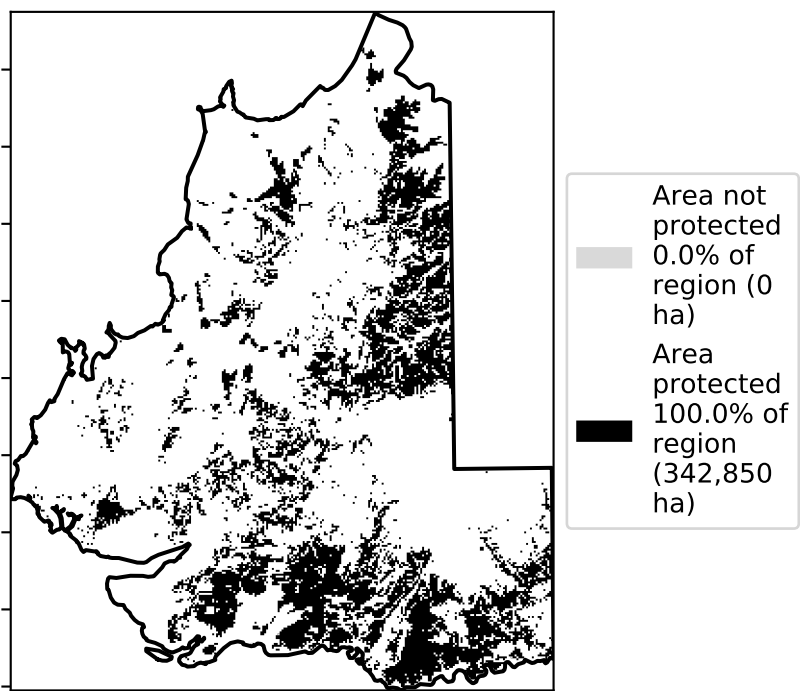 Area not
protected
0.0% of
region (0
ha)
Area
protected
100.0% of
region
(342,850
ha)